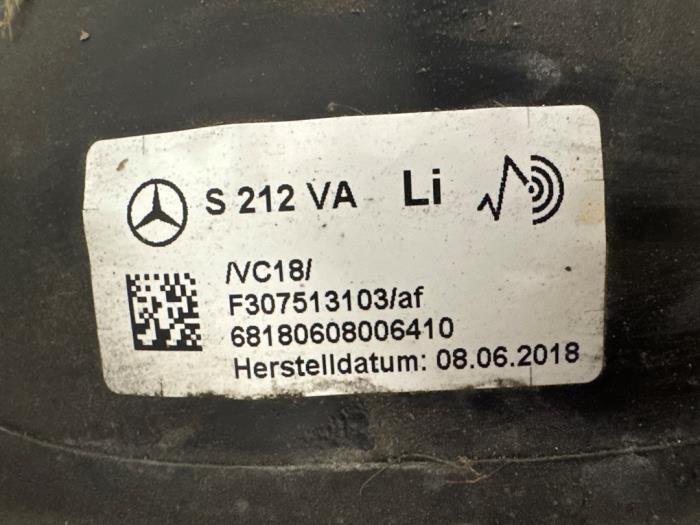 S 212 VA Li
/VC18/
F307513103/af
68180608006410
Herstelldatum: 08.06.2018